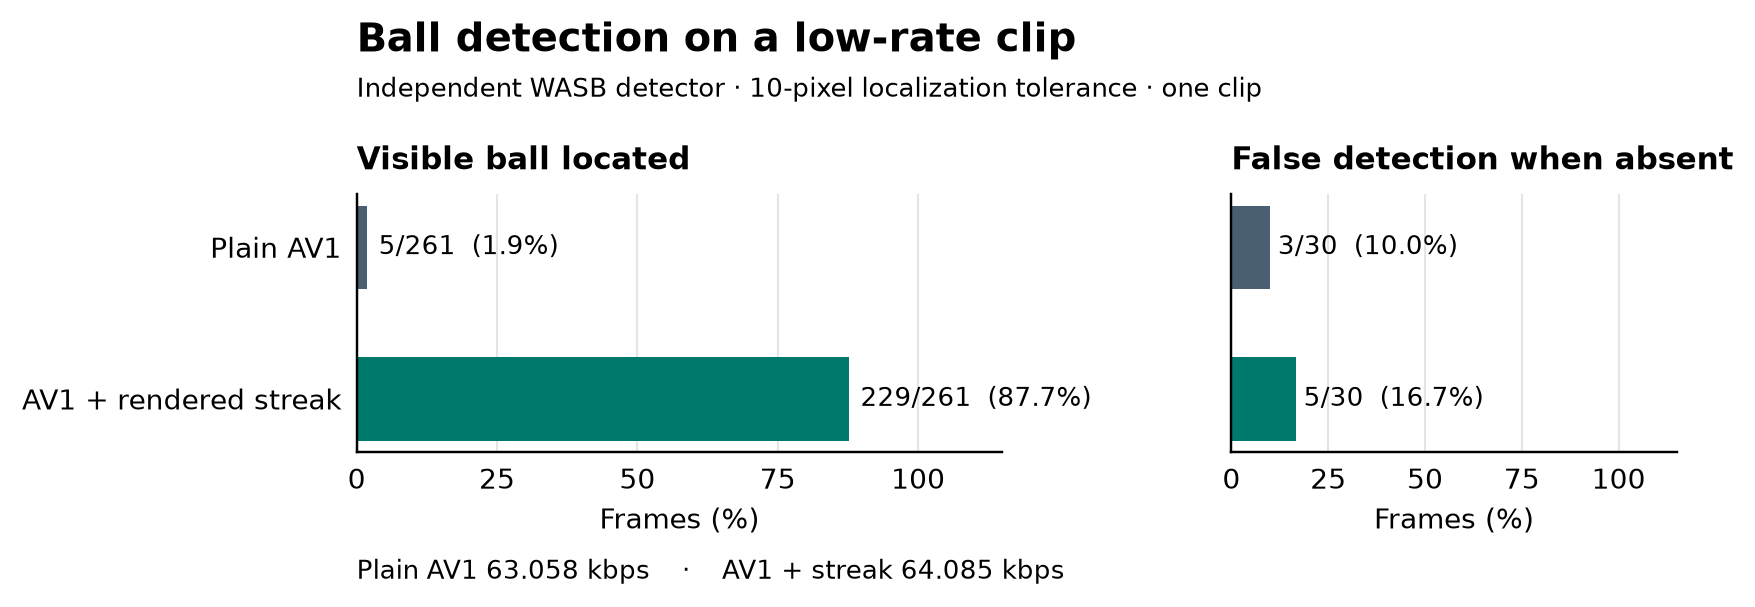 Ball detection on a low-rate clip
Independent WASB detector · 10-pixel localization tolerance · one clip
Visible ball located
Plain AV1
5/261 (1.9%)
AV1 + rendered streak
229/261 (87.7%)
0 25 50 75 100
Frames (%)
False detection when absent
3/30 (10.0%)
5/30 (16.7%)
0 25 50 75 100
Frames (%)
Plain AV1 63.058 kbps · AV1 + streak 64.085 kbps